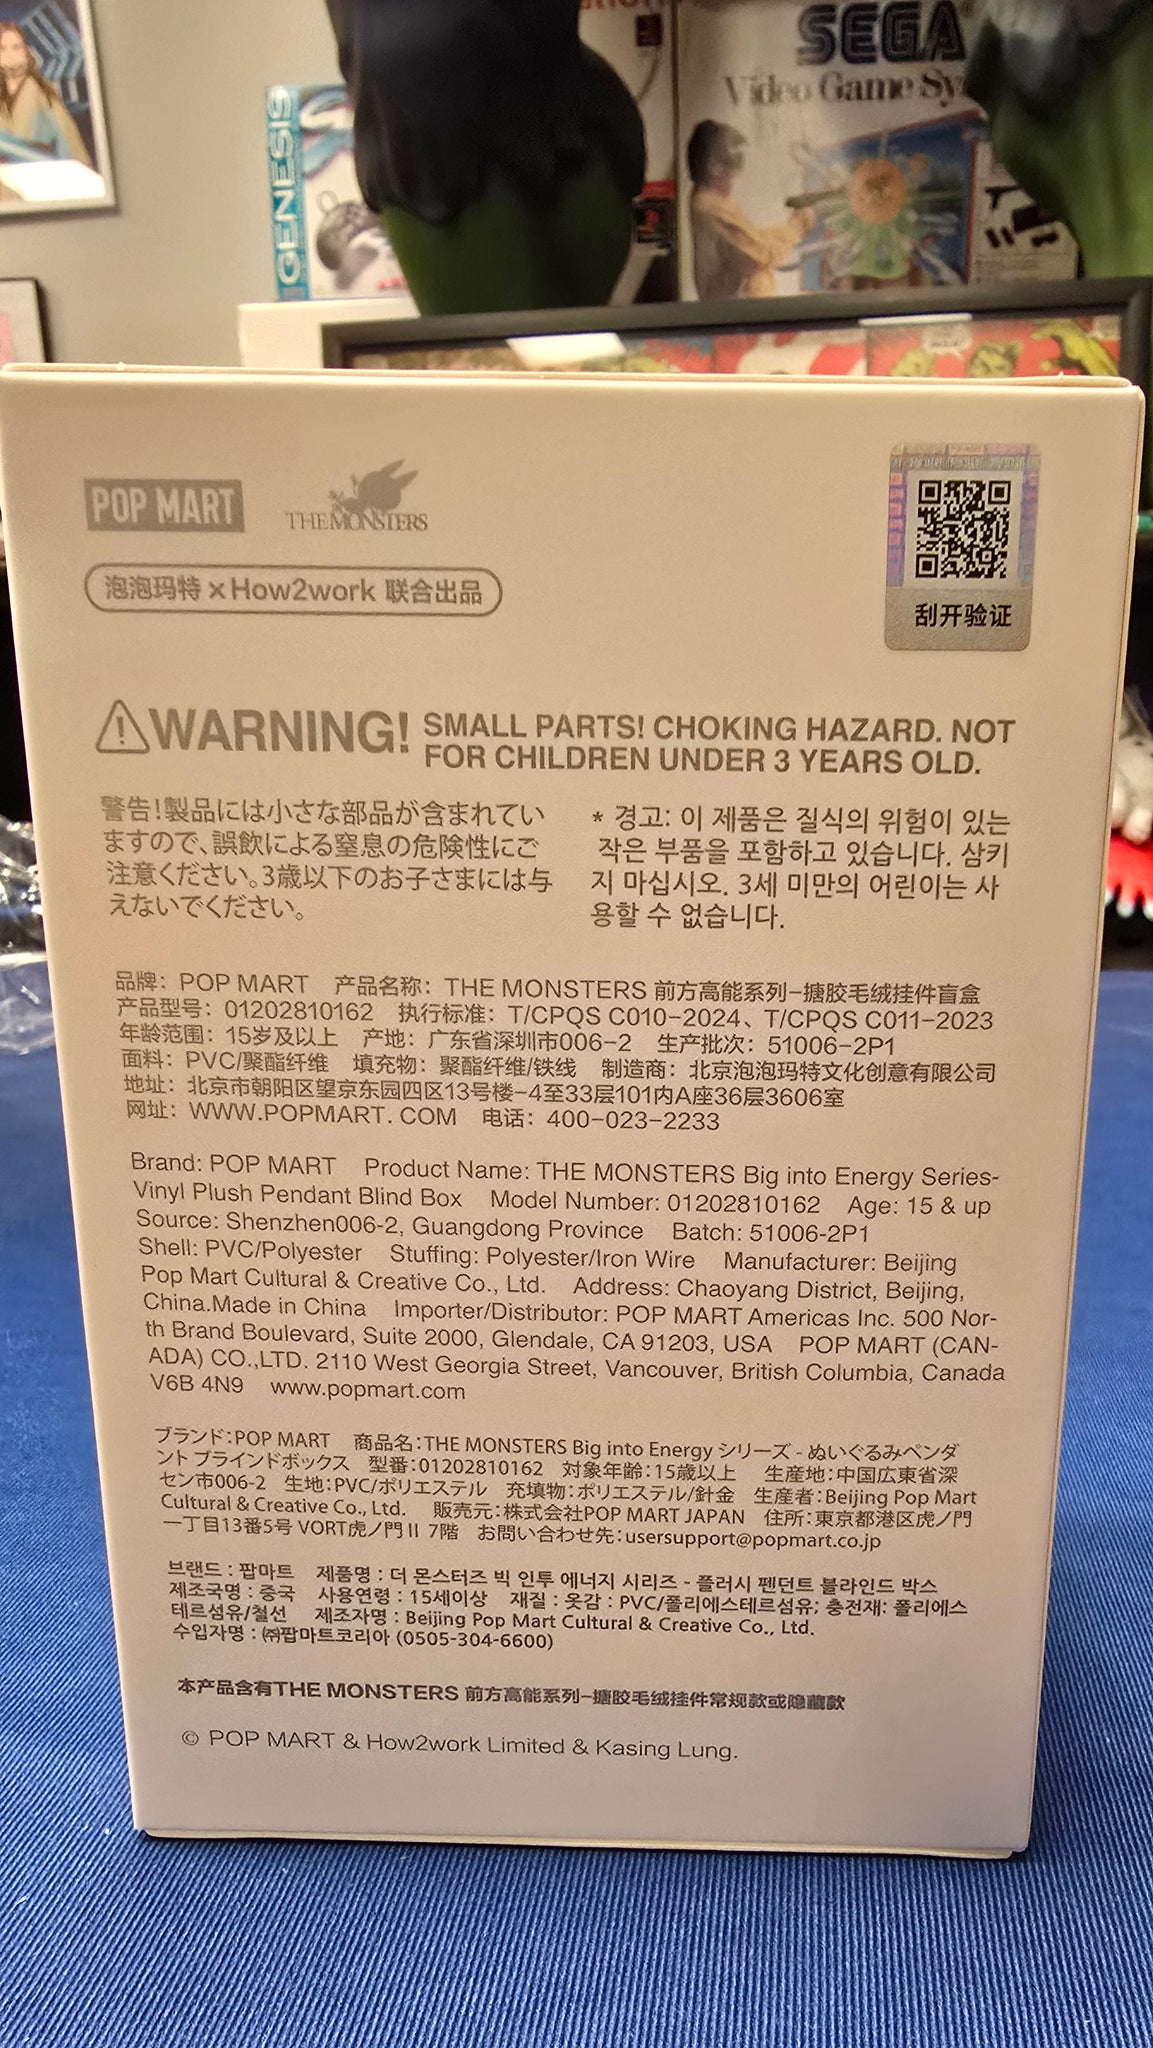 SEGA
Video Game Sy
GENESIS
POP MART
THE MONSTERS
泡泡玛特 × How2work 联合出品
刮开验证
WARNING! SMALL PARTS! CHOKING HAZARD. NOT
FOR CHILDREN UNDER 3 YEARS OLD.
警告!製品には小さな部品が含まれてい
ますので、誤飲による窒息の危険性にご
注意ください。3歳以下のお子さまには与
えないでください。
* 경고: 이 제품은 질식의 위험이 있는
작은 부품을 포함하고 있습니다. 삼키
지 마십시오. 3세 미만의 어린이는 사
용할 수 없습니다.
品牌: POP MART 产品名称: THE MONSTERS 前方高能系列-搪胶毛绒挂件盲盒
产品型号: 01202810162 执行标准: T/CPQS C010-2024、T/CPQS C011-2023
年龄范围: 15岁及以上 产地: 广东省深圳市006-2 生产批次: 51006-2P1
面料: PVC/聚酯纤维 填充物: 聚酯纤维/铁线 制造商: 北京泡泡玛特文化创意有限公司
地址: 北京市朝阳区望京东园四区13号楼-4至33层101内A座36层3606室
网址: WWW.POPMART.COM 电话: 400-023-2233
Brand: POP MART Product Name: THE MONSTERS Big into Energy Series-
Vinyl Plush Pendant Blind Box Model Number: 01202810162 Age: 15 & up
Source: Shenzhen006-2, Guangdong Province Batch: 51006-2P1
Shell: PVC/Polyester Stuffing: Polyester/Iron Wire Manufacturer: Beijing
Pop Mart Cultural & Creative Co., Ltd. Address: Chaoyang District, Beijing,
China.Made in China Importer/Distributor: POP MART Americas Inc. 500 Nor-
th Brand Boulevard, Suite 2000, Glendale, CA 91203, USA POP MART (CAN-
ADA) CO.,LTD. 2110 West Georgia Street, Vancouver, British Columbia, Canada
V6B 4N9 www.popmart.com
ブランド:POP MART 商品名:THE MONSTERS Big into Energy シリーズ - ぬいぐるみペンダ
ント ブラインドボックス 型番:01202810162 対象年齢:15歳以上 生産地:中国広東省深
セン市006-2 生地:PVC/ポリエステル 充填物:ポリエステル/針金 生産者:Beijing Pop Mart
Cultural & Creative Co., Ltd. 販売元:株式会社POP MART JAPAN 住所:東京都港区虎ノ門
一丁目13番5号 VORT虎ノ門Ⅱ 7階 お問い合わせ先:usersupport@popmart.co.jp
브랜드 : 팝마트 제품명 : 더 몬스터즈 빅 인투 에너지 시리즈 - 플러시 펜던트 블라인드 박스
제조국명 : 중국 사용연령 : 15세이상 재질 : 옷감 : PVC/폴리에스테르섬유; 충전재: 폴리에스
테르섬유/철선 제조자명 : Beijing Pop Mart Cultural & Creative Co., Ltd.
수입자명 : ㈜팝마트코리아 (0505-304-6600)
本产品含有THE MONSTERS 前方高能系列-搪胶毛绒挂件常规款或隐藏款
© POP MART & How2work Limited & Kasing Lung.